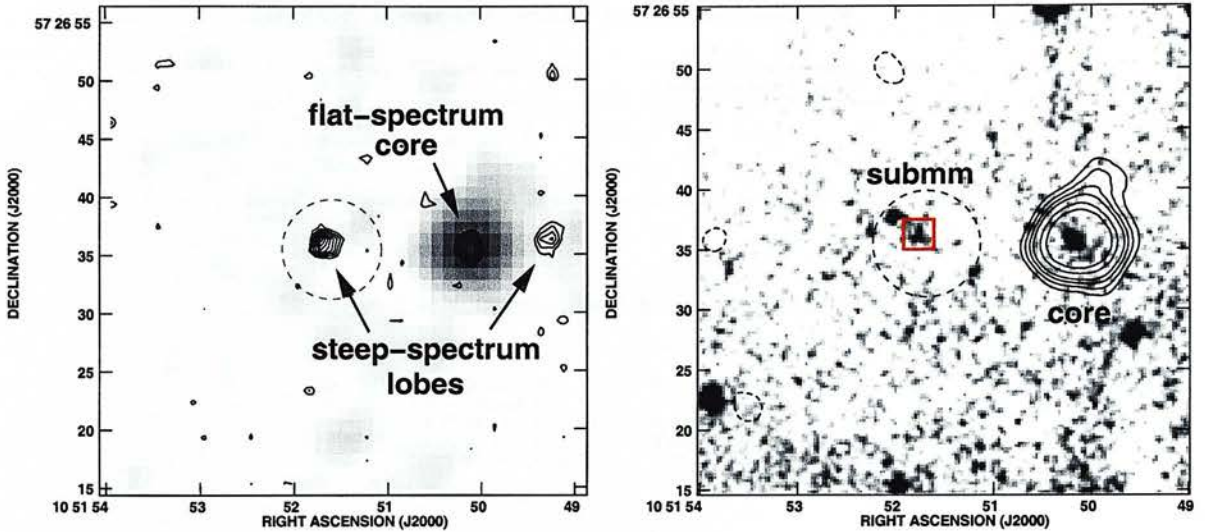 57 26 55
50
45
40
35
30
25
20
15
DECLINATION (J2000)
10 51 54
53
52
51
50
49
RIGHT ASCENSION (J2000)
flat-spectrum
core
steep-spectrum
lobes
57 26 55
50
45
40
35
30
25
20
15
DECLINATION (J2000)
10 51 54
53
52
51
50
49
RIGHT ASCENSION (J2000)
submm
core